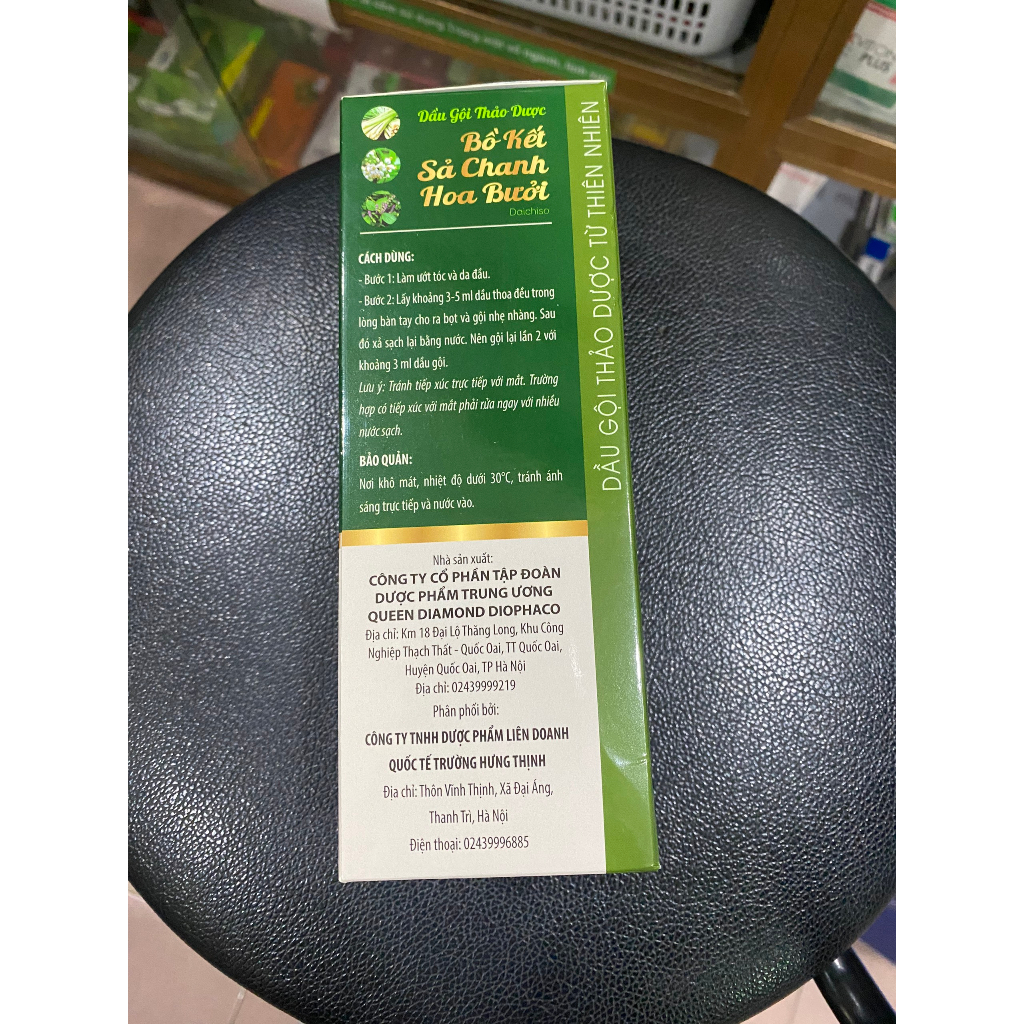 Dầu Gội Thảo Dược
Bồ Kết
Sả Chanh
Hoa Bưởi
Daichiso
CÁCH DÙNG:
- Bước 1: Làm ướt tóc và da đầu.
- Bước 2: Lấy khoảng 3-5 ml dầu thoa đều trong
lòng bàn tay cho ra bọt và gội nhẹ nhàng. Sau
đó xả sạch lại bằng nước. Nên gội lại lần 2 với
khoảng 3 ml dầu gội.
Lưu ý: Tránh tiếp xúc trực tiếp với mắt. Trường
hợp có tiếp xúc với mắt phải rửa ngay với nhiều
nước sạch.
BẢO QUẢN:
Nơi khô mát, nhiệt độ dưới 30°C, tránh ánh
sáng trực tiếp và nước vào.
Nhà sản xuất:
CÔNG TY CỔ PHẦN TẬP ĐOÀN
DƯỢC PHẨM TRUNG ƯƠNG
QUEEN DIAMOND DIOPHACO
Địa chỉ: Km 18 Đại Lộ Thăng Long, Khu Công
Nghiệp Thạch Thất - Quốc Oai, TT Quốc Oai,
Huyện Quốc Oai, TP Hà Nội
Địa chỉ: 02439999219
Phân phối bởi:
CÔNG TY TNHH DƯỢC PHẨM LIÊN DOANH
QUỐC TẾ TRƯỜNG HƯNG THỊNH
Địa chỉ: Thôn Vĩnh Thịnh, Xã Đại Áng,
Thanh Trì, Hà Nội
Điện thoại: 02439996885
DẦU GỘI THẢO DƯỢC TỪ THIÊN NHIÊN
PLUS